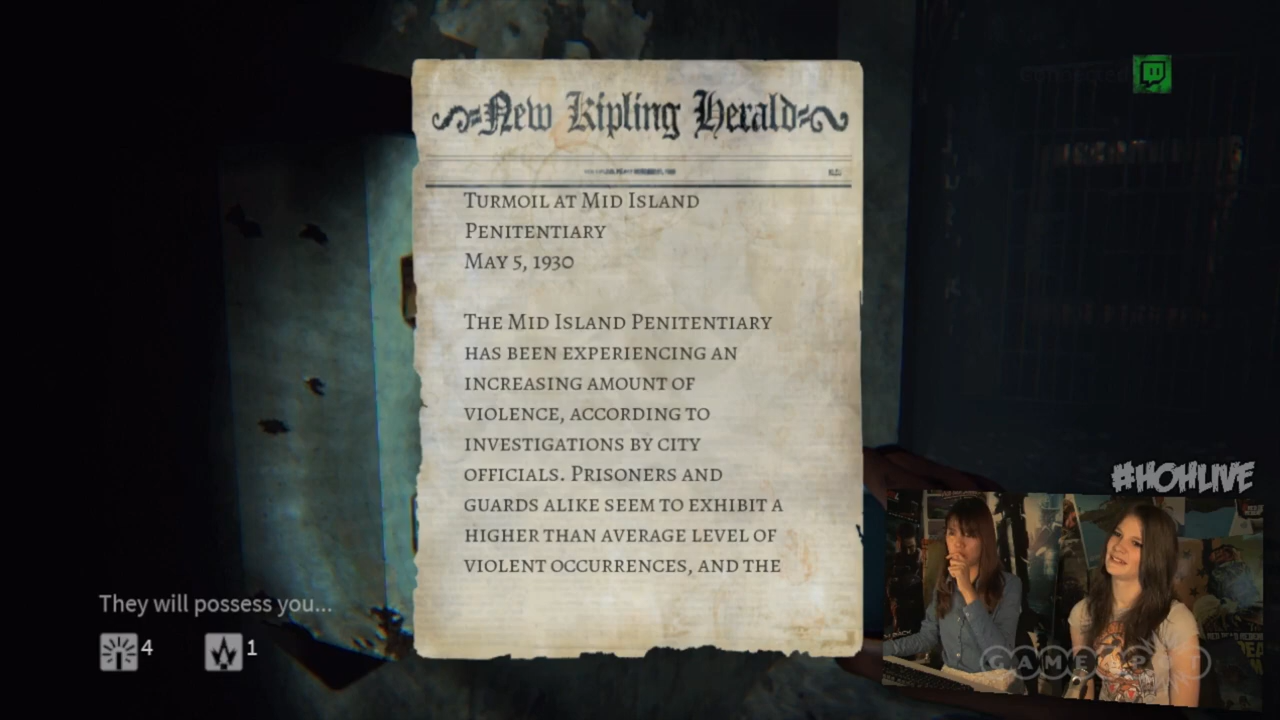 New Kipling Herald
Turmoil at Mid Island
Penitentiary
May 5, 1930
The Mid Island Penitentiary
has been experiencing an
increasing amount of
violence, according to
investigations by city
officials. Prisoners and
guards alike seem to exhibit a
higher than average level of
violent occurrences, and the
They will possess you...
4
1
#HOHLIVE
GAMESPOT